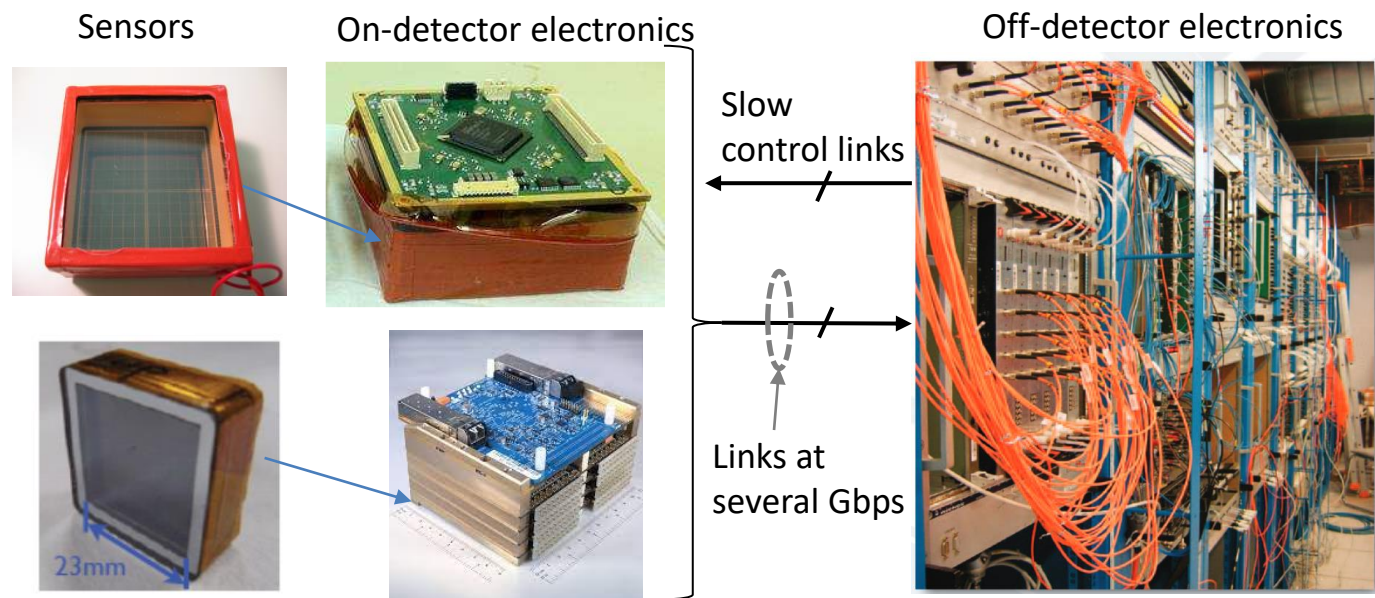 Sensors
On-detector electronics
Off-detector electronics
Slow
control links
Links at
several Gbps
23mm